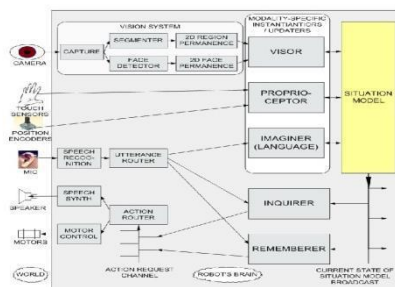 VISION SYSTEM
MODALITY-SPECIFIC
INSTANTIATIORS
/ UPDATERS
CAPTURE
SEGMENTER
2D REGION
PERMANENCE
FACE
DETECTOR
2D FACE
PERMANENCE
VISOR
CAMERA
TOUCH
SENSORS
POSITION
ENCODERS
PROPRIO-
CEPTOR
SITUATION
MODEL
MIC
SPEECH
RECOG-
NITION
UTTERANCE
ROUTER
IMAGINER
(LANGUAGE)
SPEAKER
SPEECH
SYNTH
ACTION
ROUTER
INQUIRER
MOTORS
MOTOR
CONTROL
REMEMBERER
WORLD
ACTION REQUEST
CHANNEL
ROBOT'S BRAIN
CURRENT STATE OF
SITUATION MODEL
BROADCAST